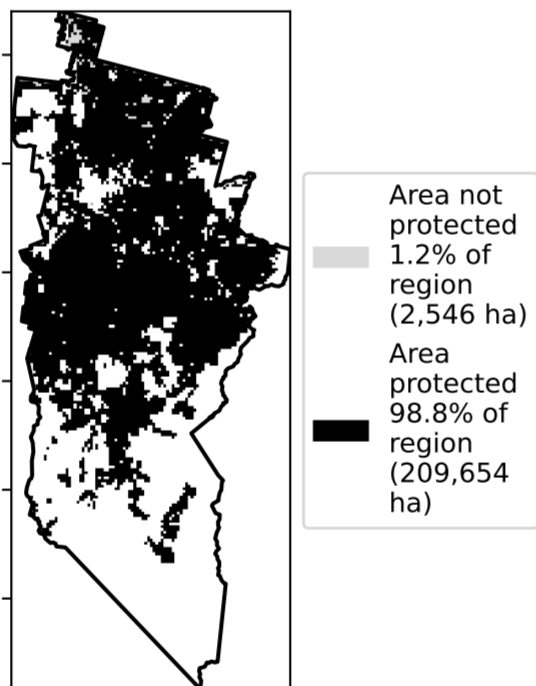 Area not
protected
1.2% of
region
(2,546 ha)
Area
protected
98.8% of
region
(209,654
ha)